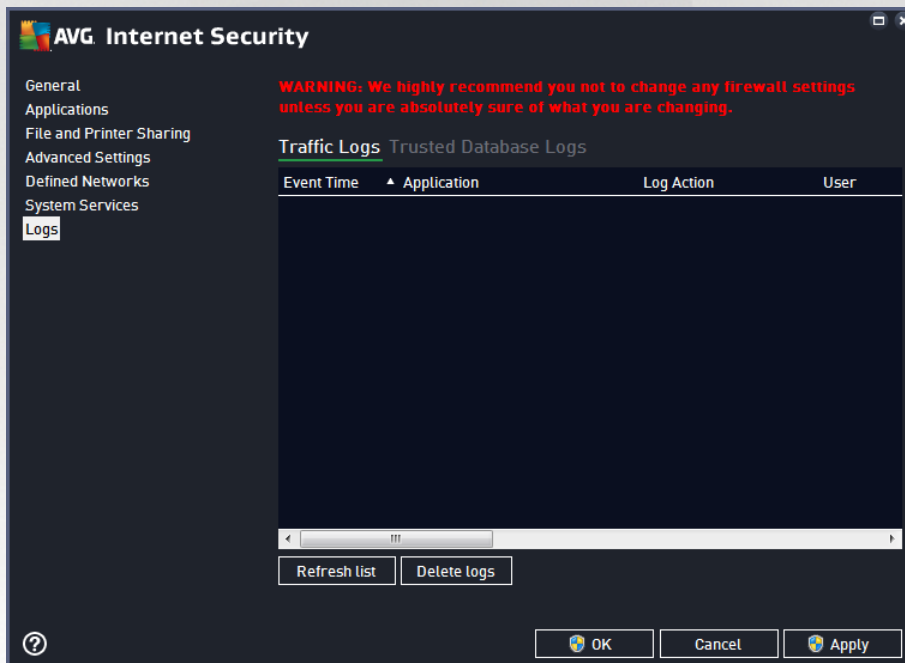 AVG Internet Security
General
Applications
File and Printer Sharing
Advanced Settings
Defined Networks
System Services
Logs
WARNING: We highly recommend you not to change any firewall settings
unless you are absolutely sure of what you are changing.
Traffic Logs Trusted Database Logs
Event Time Application Log Action User
Refresh list Delete logs
OK Cancel Apply